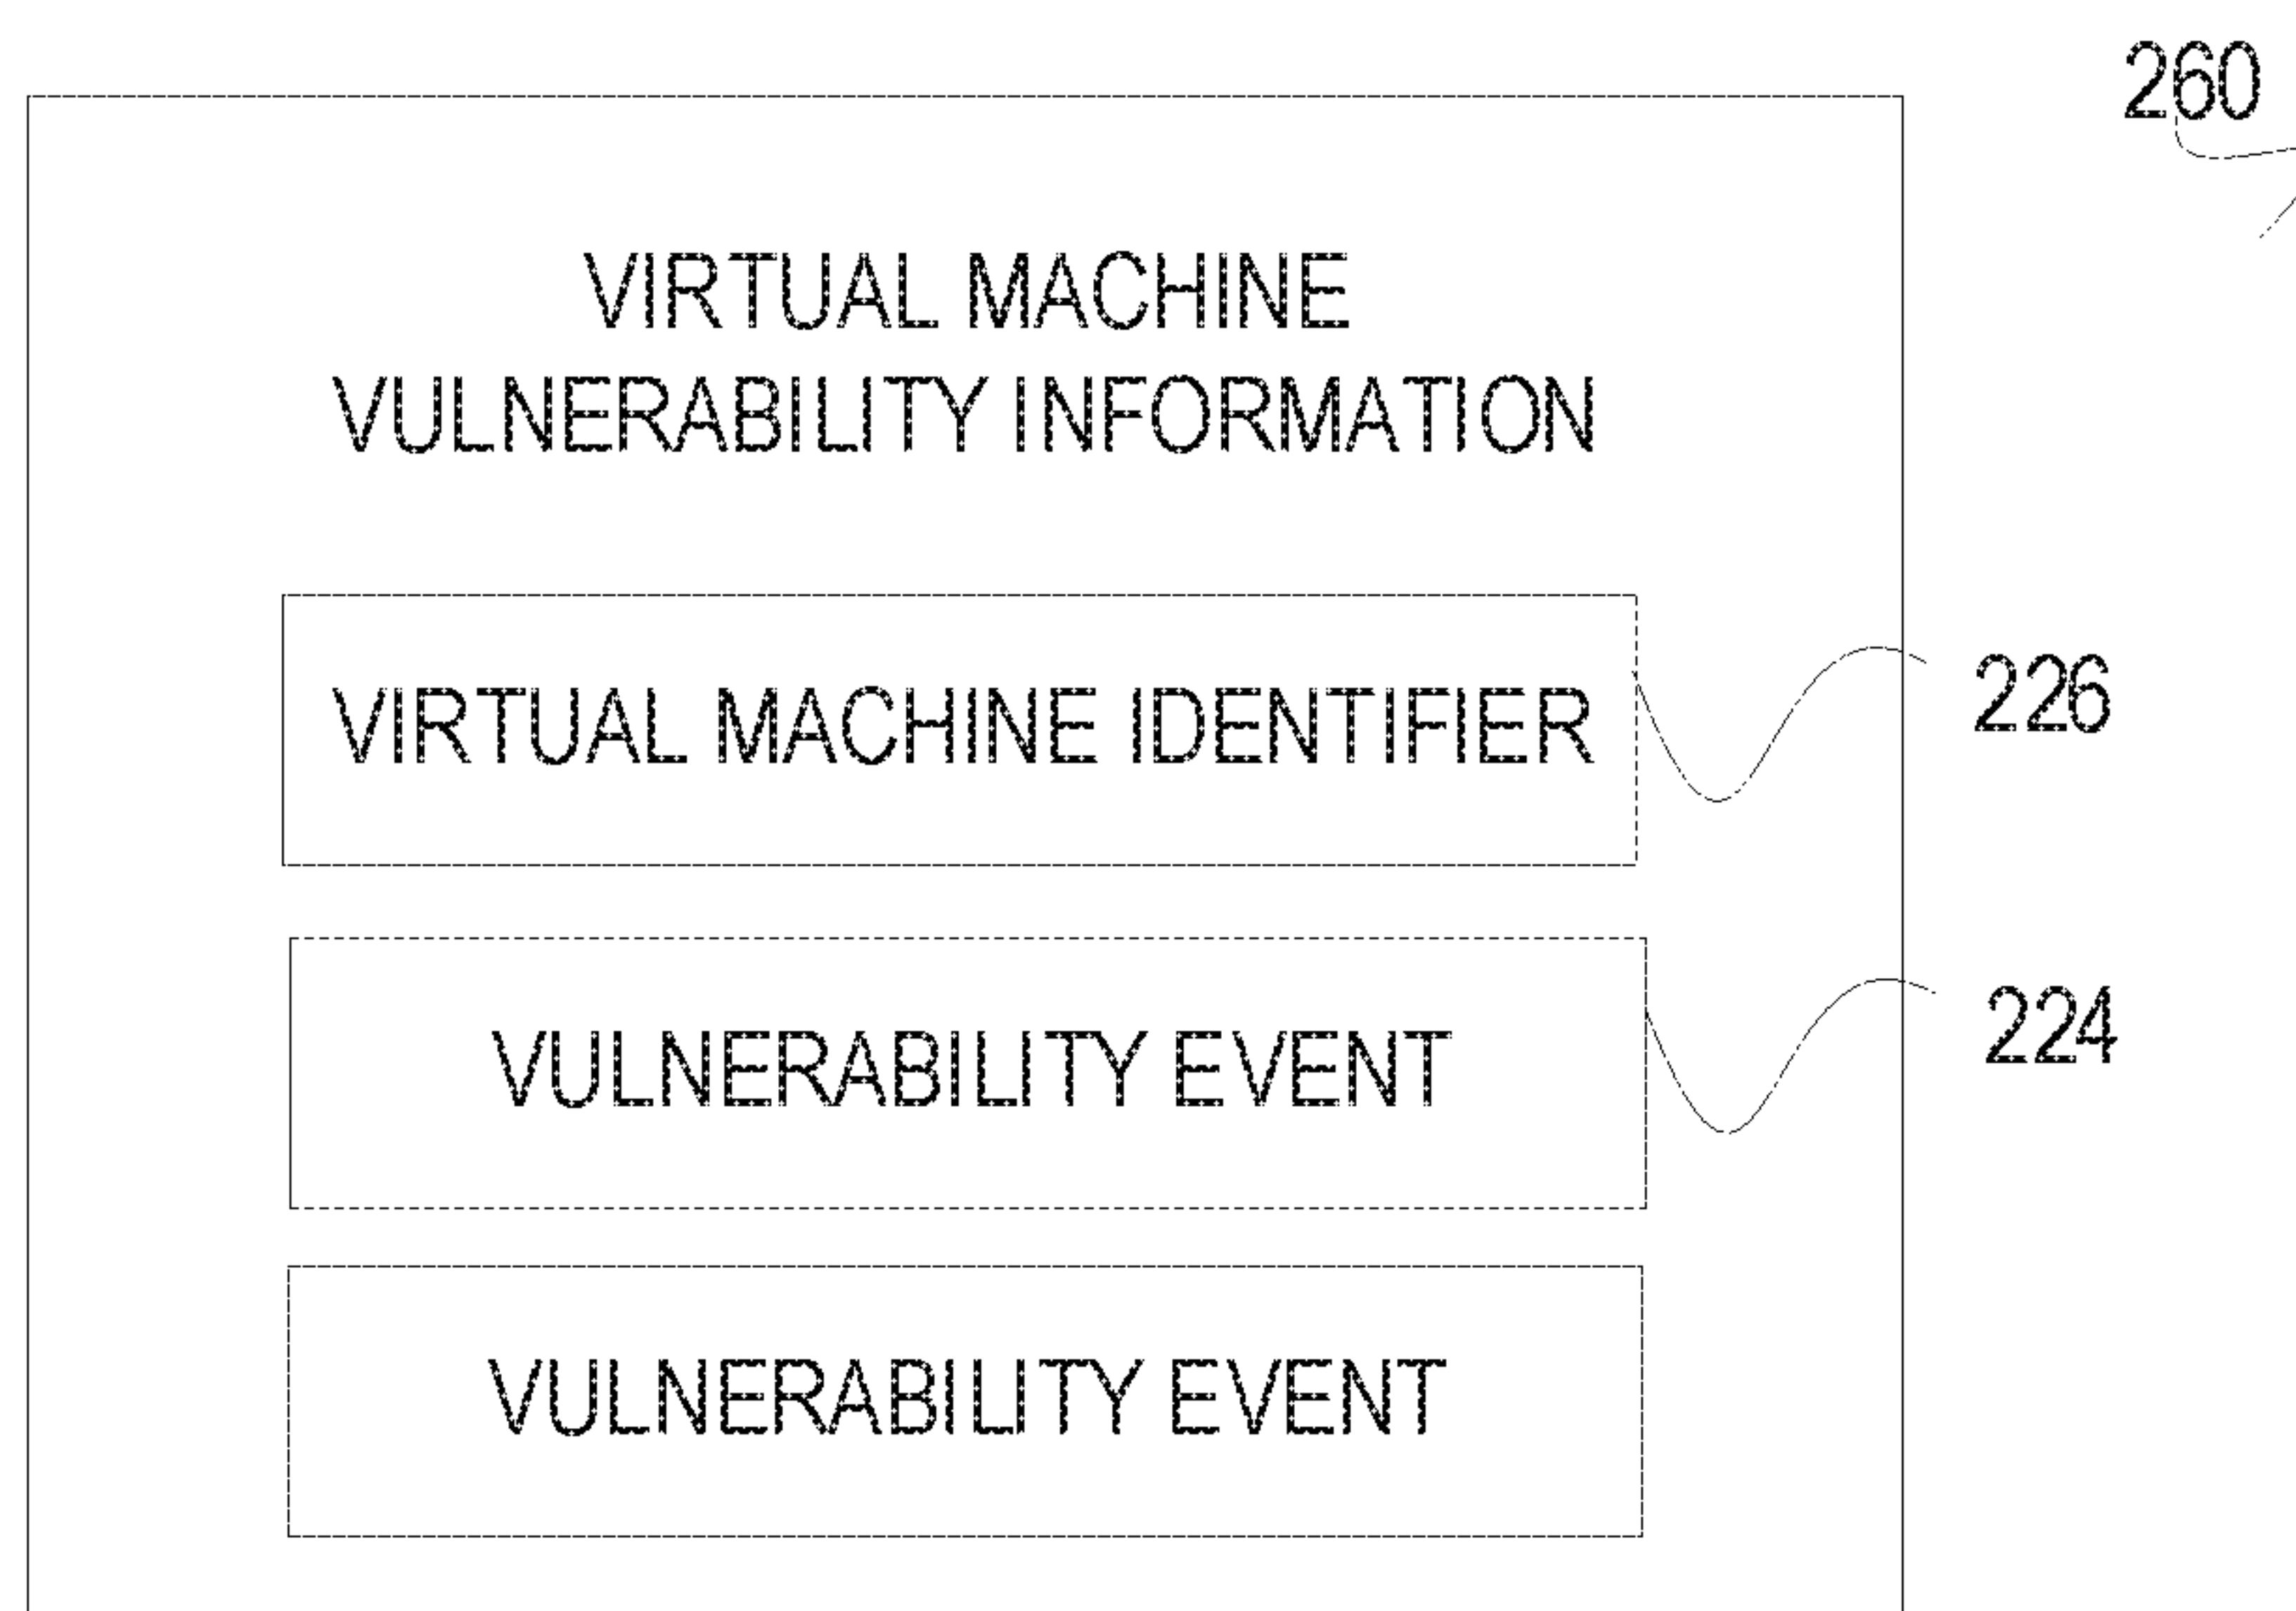 260
VIRTUAL MACHINE
VULNERABILITY INFORMATION
VIRTUAL MACHINE IDENTIFIER
226
VULNERABILITY EVENT
224
VULNERABILITY EVENT